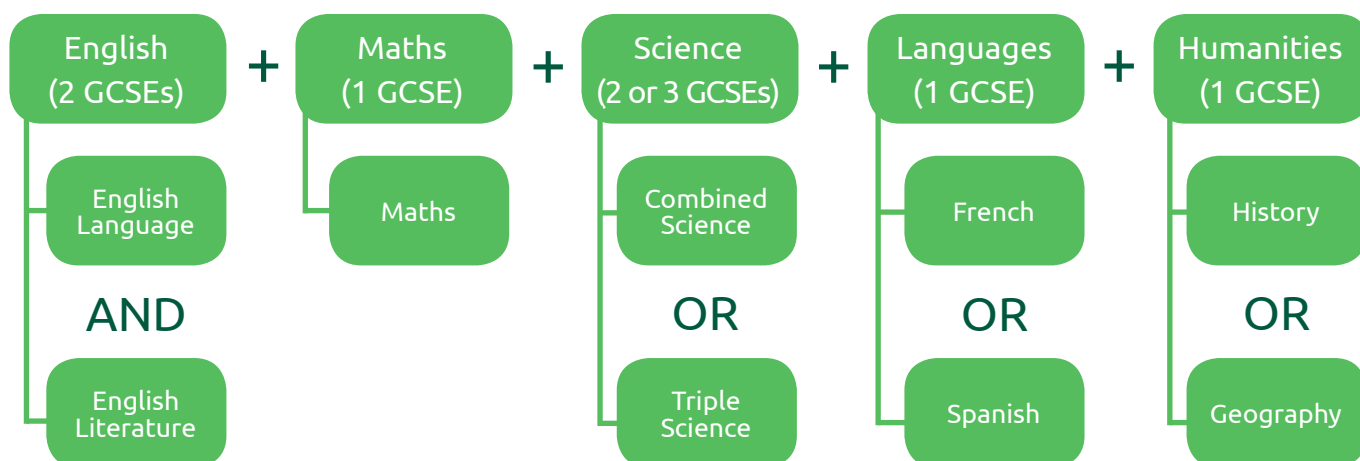 English
(2 GCSEs)
+
Maths
(1 GCSE)
+
Science
(2 or 3 GCSEs)
+
Languages
(1 GCSE)
+
Humanities
(1 GCSE)
English
Language
Maths
Combined
Science
French
History
AND
OR
OR
OR
English
Literature
Triple
Science
Spanish
Geography